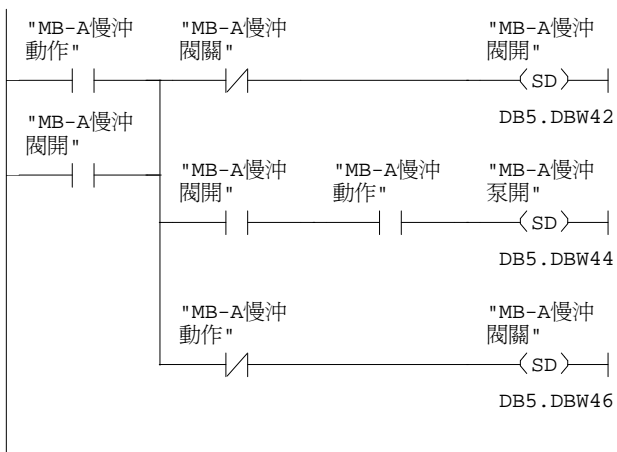 "MB-A慢沖
動作"
"MB-A慢沖
閥關"
"MB-A慢沖
閥開"
SD
DB5.DBW42
"MB-A慢沖
閥開"
"MB-A慢沖
閥開"
"MB-A慢沖
動作"
"MB-A慢沖
泵開"
SD
DB5.DBW44
"MB-A慢沖
動作"
"MB-A慢沖
閥關"
SD
DB5.DBW46